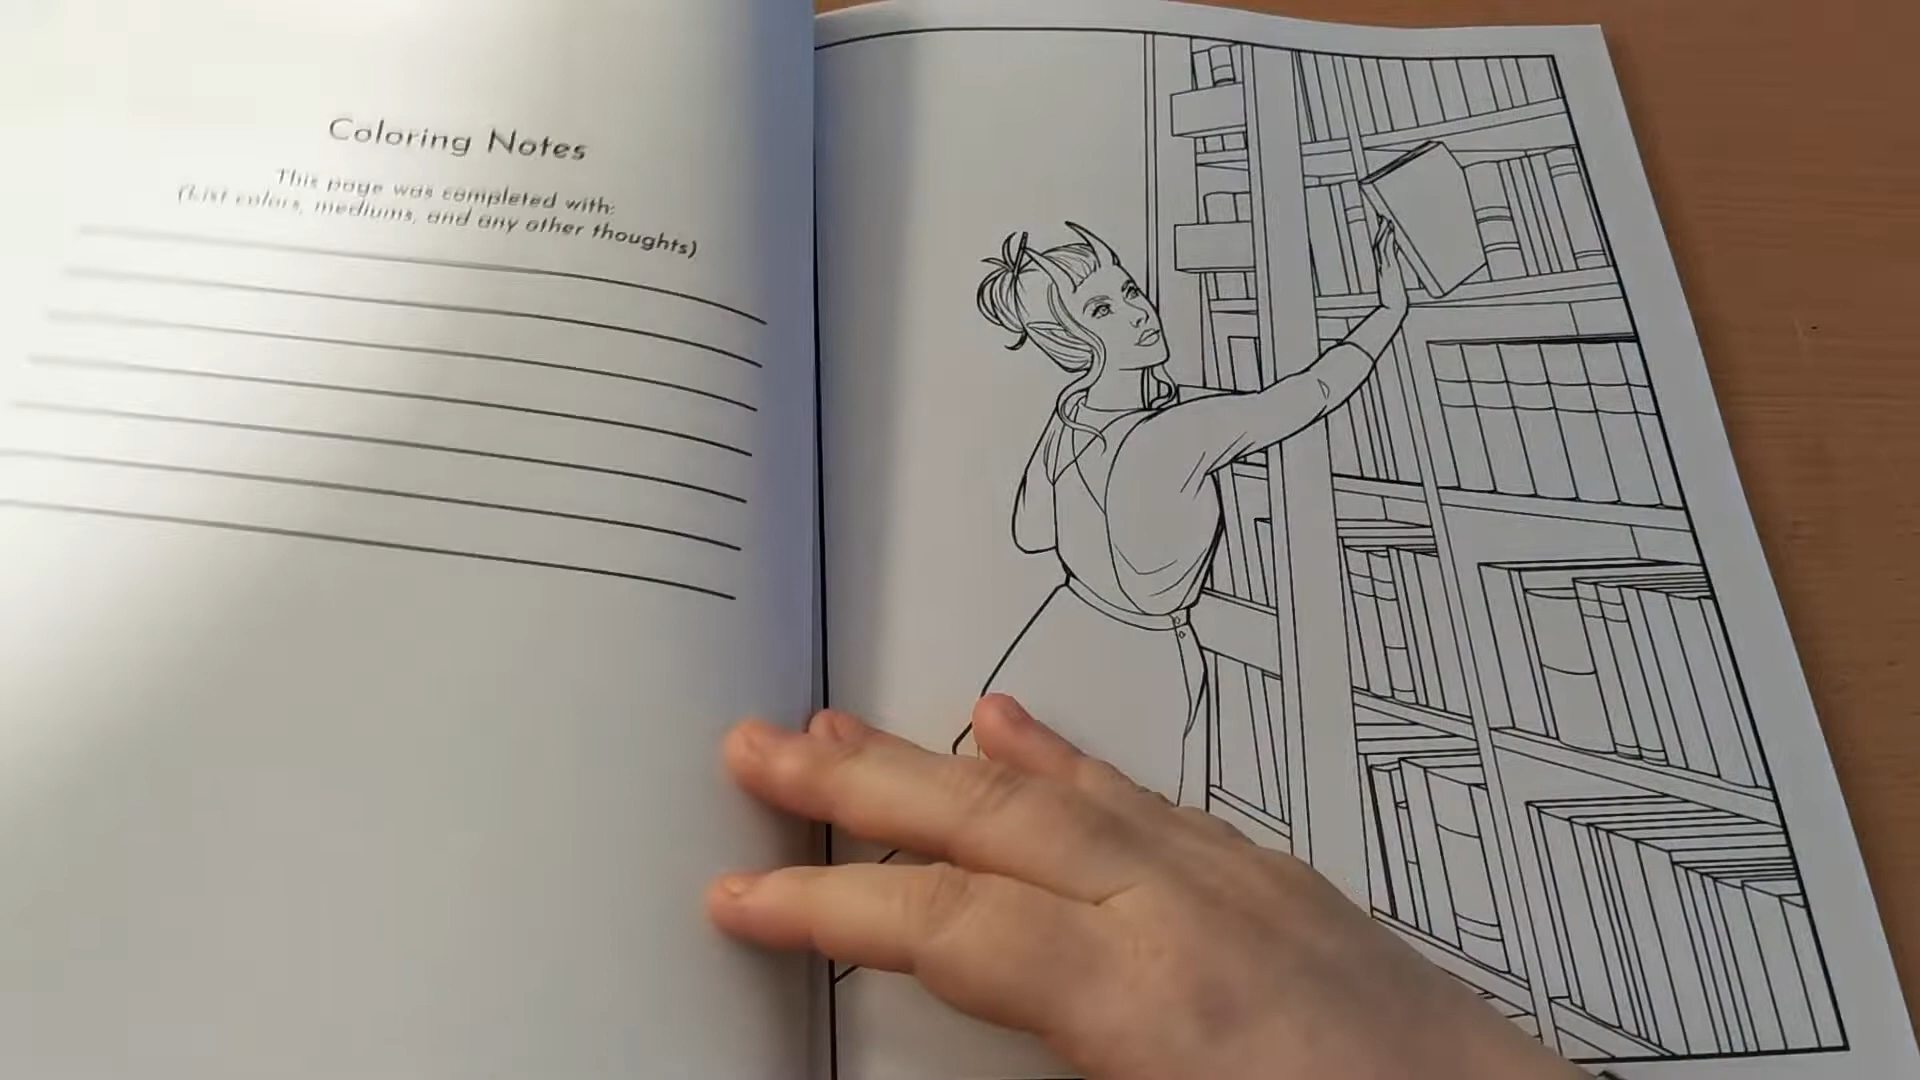 Coloring Notes
This page was completed with:
(List colors, mediums, and any other thoughts)